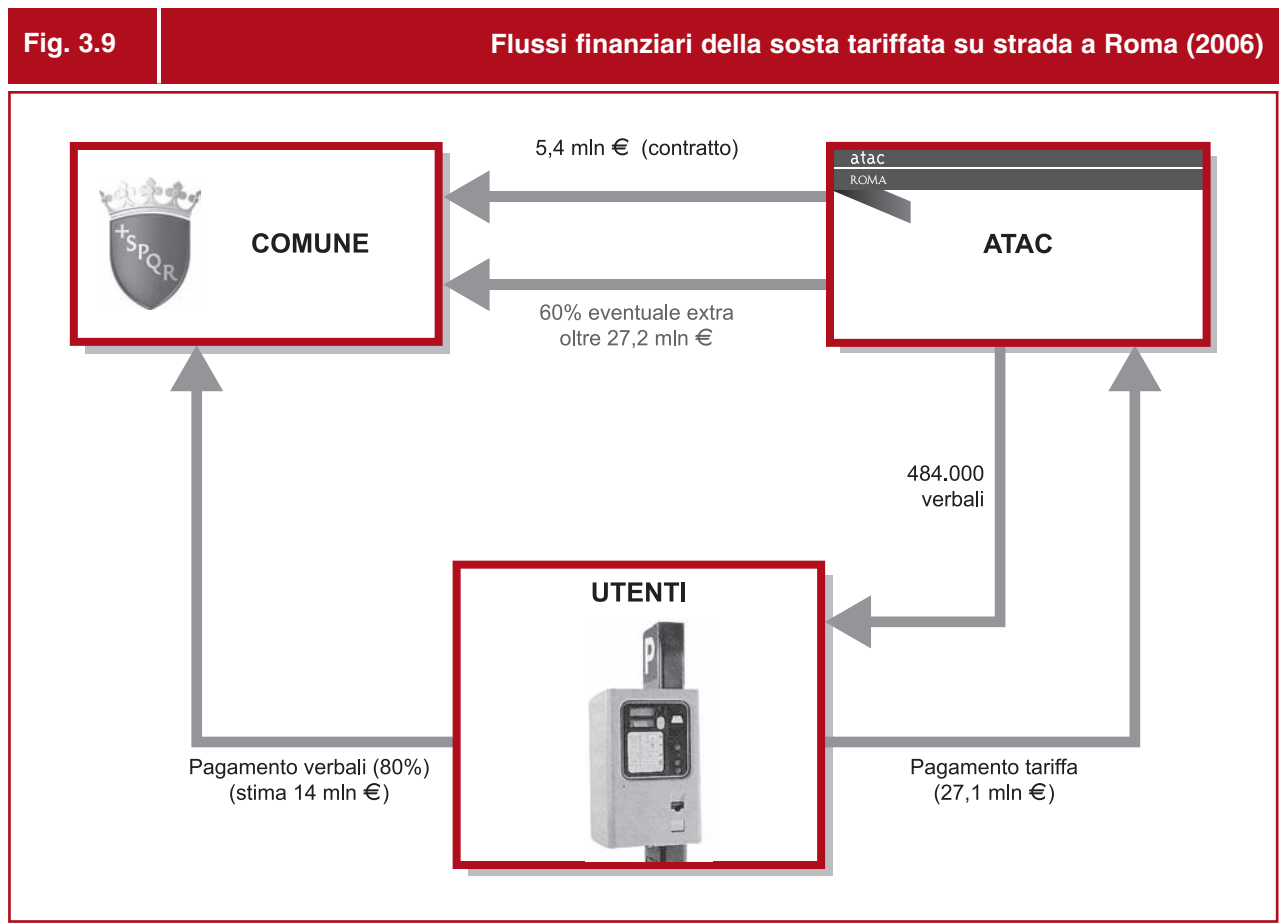 Fig. 3.9
Flussi finanziari della sosta tariffata su strada a Roma (2006)
5,4 mln € (contratto)
atac
ROMA
+SPQR
COMUNE
ATAC
60% eventuale extra
oltre 27,2 mln €
484.000
verbali
UTENTI
P
Pagamento verbali (80%)
(stima 14 mln €)
Pagamento tariffa
(27,1 mln €)